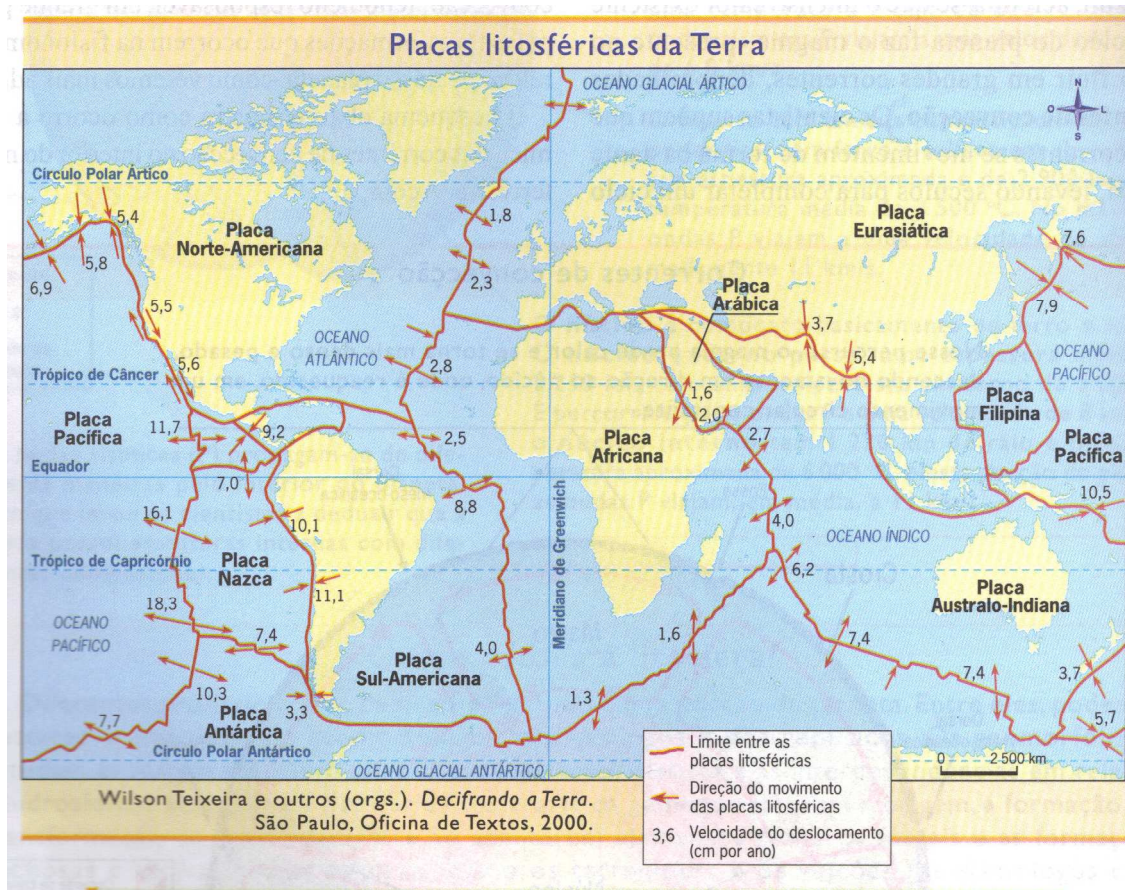 Placas litosféricas da Terra
OCEANO GLACIAL ÁRTICO
N
O
L
S
Círculo Polar Ártico
5,4
1,8
Placa
Norte-Americana
Placa
Eurasiática
5,8
6,9
2,3
7,6
7,9
Placa
Arábica
5,5
OCEANO
ATLÂNTICO
3,7
OCEANO
PACÍFICO
5,6
Trópico de Câncer
2,8
5,4
1,6
Placa
Pacífica
11,7
9,2
2,5
2,0
Placa
Africana
2,7
Placa
Filipina
Placa
Pacífica
Equador
7,0
8,8
10,5
16,1
10,1
4,0
OCEANO ÍNDICO
Trópico de Capricórnio
Placa
Nazca
Meridiano de Greenwich
6,2
11,1
Placa
Australo-Indiana
18,3
OCEANO
PACÍFICO
7,4
Placa
Sul-Americana
4,0
1,6
7,4
7,4
3,7
10,3
3,3
1,3
7,7
Placa
Antártica
5,7
Círculo Polar Antártico
OCEANO GLACIAL ANTÁRTICO
Limite entre as
placas litosféricas
Direção do movimento
das placas litosféricas
3,6
Velocidade do deslocamento
(cm por ano)
0
2 500 km
Wilson Teixeira e outros (orgs.). Decifrando a Terra.
São Paulo, Oficina de Textos, 2000.